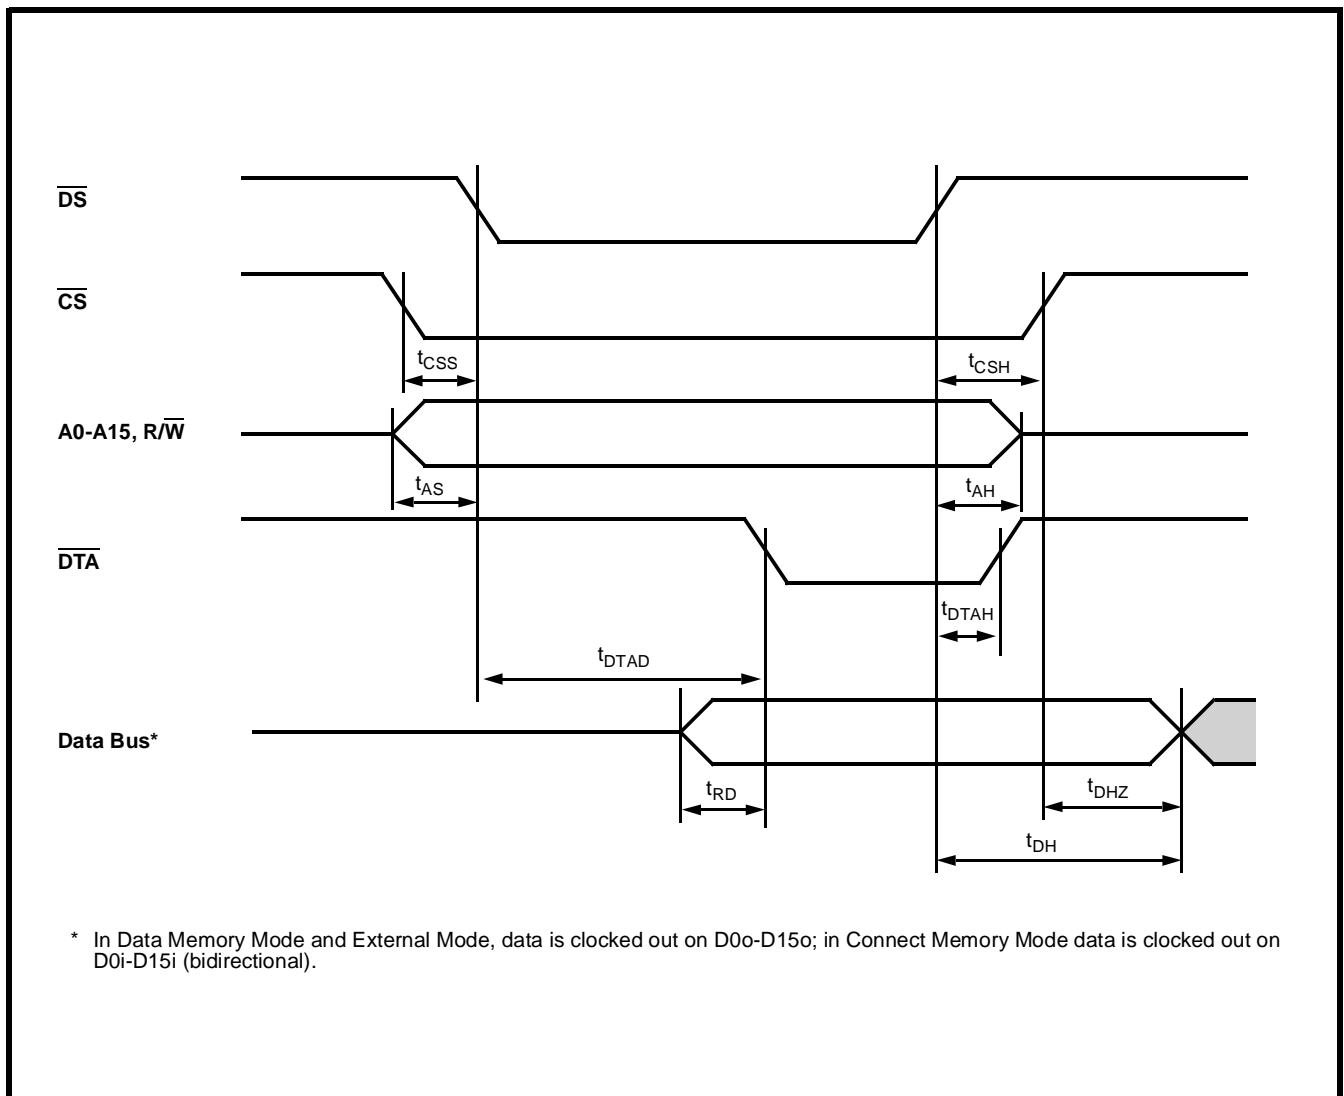 DS
CS
tCSS
tCSH
A0-A15, R/W
tAS
tAH
DTA
tDTAH
tDTAD
Data Bus*
tRD
tDHZ
tDH
* In Data Memory Mode and External Mode, data is clocked out on D0o-D15o; in Connect Memory Mode data is clocked out on
D0i-D15i (bidirectional).